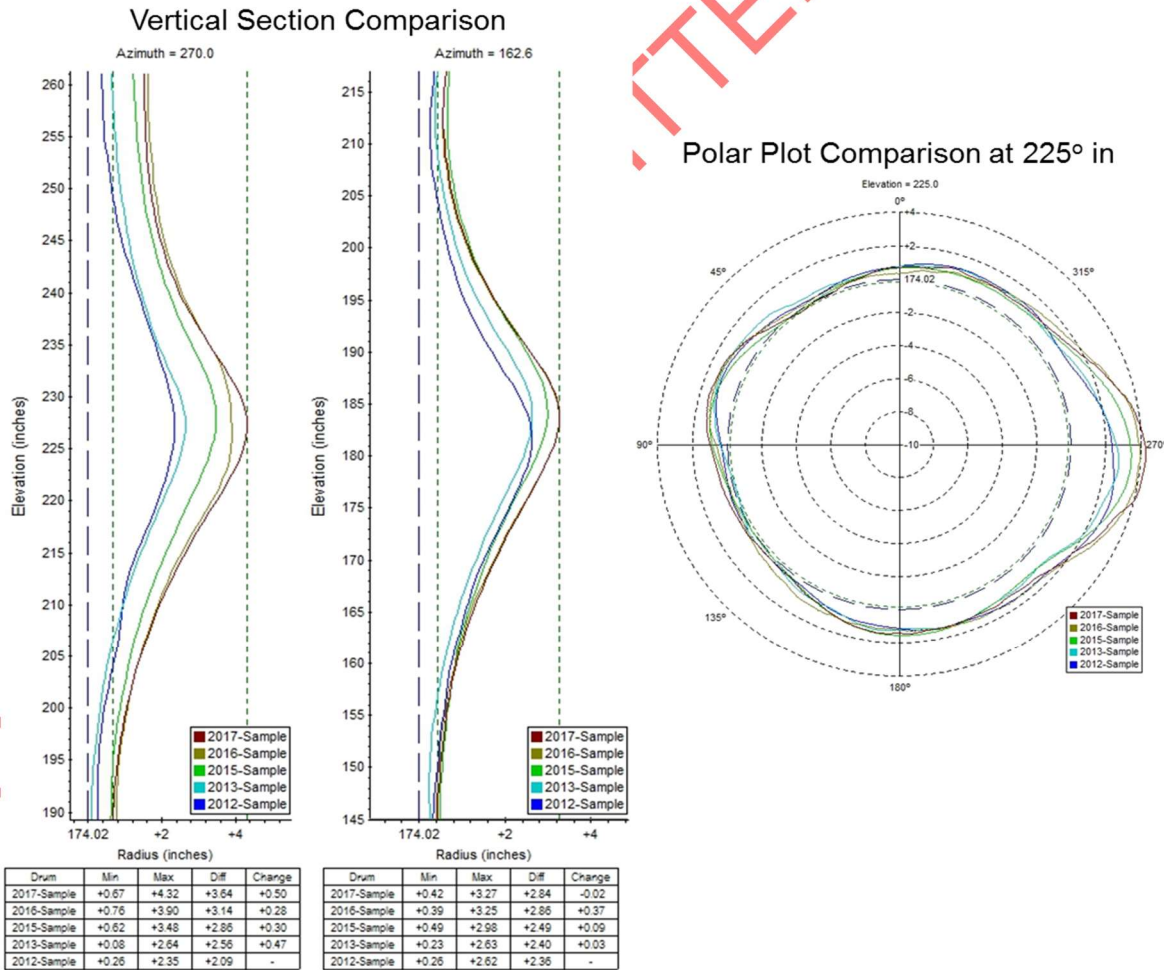 Vertical Section Comparison
Azimuth = 270.0
260
255
250
245
240
235
230
225
220
215
210
205
200
195
190
Elevation (inches)
2017-Sample
2016-Sample
2015-Sample
2013-Sample
2012-Sample
174.02 +2 +4
Radius (inches)
Drum Min Max Diff Change
2017-Sample +0.67 +4.32 +3.64 +0.50
2016-Sample +0.76 +3.90 +3.14 +0.28
2015-Sample +0.62 +3.48 +2.86 +0.30
2013-Sample +0.08 +2.64 +2.56 +0.47
2012-Sample +0.26 +2.35 +2.09 -
Azimuth = 162.6
215
210
205
200
195
190
185
180
175
170
165
160
155
150
145
Elevation (inches)
2017-Sample
2016-Sample
2015-Sample
2013-Sample
2012-Sample
174.02 +2 +4
Radius (inches)
Drum Min Max Diff Change
2017-Sample +0.42 +3.27 +2.84 -0.02
2016-Sample +0.39 +3.25 +2.86 +0.37
2015-Sample +0.49 +2.98 +2.49 +0.09
2013-Sample +0.23 +2.63 +2.40 +0.03
2012-Sample +0.26 +2.62 +2.36 -
Polar Plot Comparison at 225° in
Elevation = 225.0
0°
+4
+2
45° 315°
174.02
-2
-4
-6
-8
90° -10 270°
135°
180°
2017-Sample
2016-Sample
2015-Sample
2013-Sample
2012-Sample